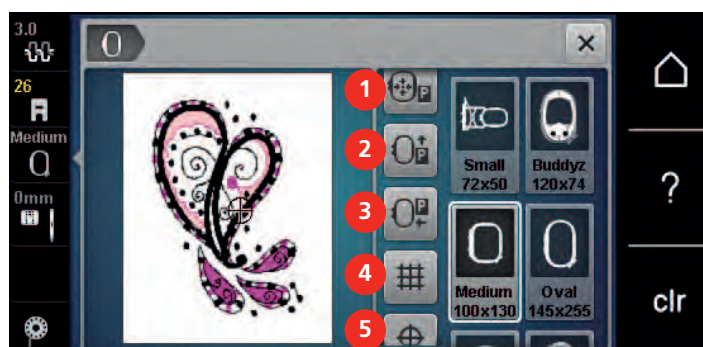 3.0
26
Medium
0mm
1
2
3
4
5
P
P
P
Small
72x50
Buddyz
120x74
Medium
100x130
Oval
145x255
?
clr